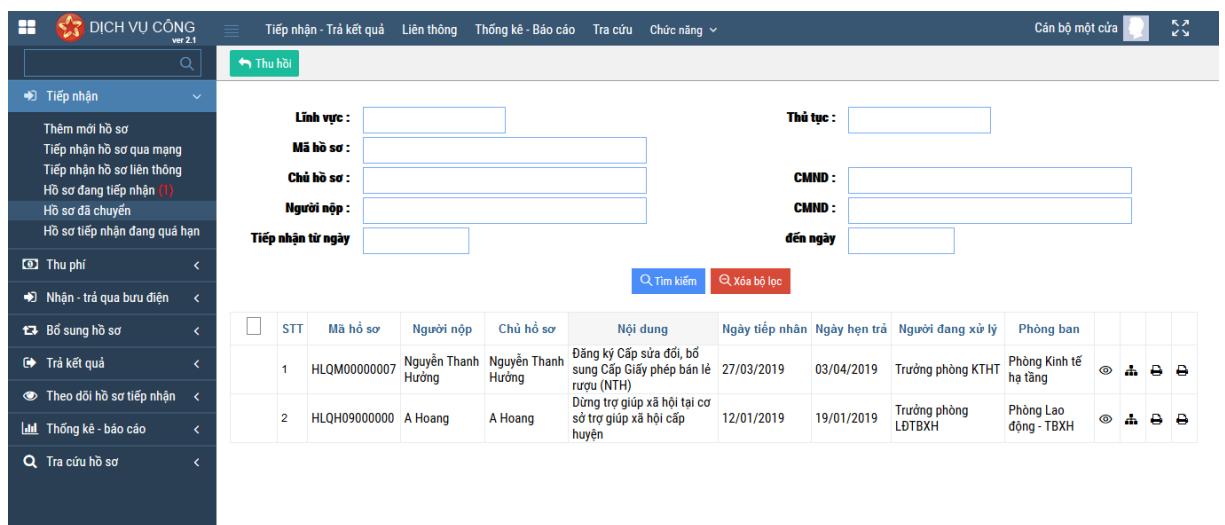 DỊCH VỤ CÔNG
ver 2.1
Tiếp nhận - Trả kết quả Liên thông Thống kê - Báo cáo Tra cứu Chức năng
Cán bộ một cửa
Thu hồi
Tiếp nhận
Thêm mới hồ sơ
Tiếp nhận hồ sơ qua mạng
Tiếp nhận hồ sơ liên thông
Hồ sơ đang tiếp nhận (1)
Hồ sơ đã chuyển
Hồ sơ tiếp nhận đang quá hạn
Thu phí
Nhận - trả qua bưu điện
Bổ sung hồ sơ
Trả kết quả
Theo dõi hồ sơ tiếp nhận
Thống kê - báo cáo
Tra cứu hồ sơ
Lĩnh vực : Thủ tục :
Mã hồ sơ :
Chủ hồ sơ : CMND :
Người nộp : CMND :
Tiếp nhận từ ngày đến ngày
Tìm kiếm Xóa bộ lọc
STT Mã hồ sơ Người nộp Chủ hồ sơ Nội dung Ngày tiếp nhân Ngày hẹn trả Người đang xử lý Phòng ban
1 HLQM00000007 Nguyễn Thanh Hưởng Nguyễn Thanh Hưởng Đăng ký Cấp sửa đổi, bổ sung Cấp Giấy phép bán lẻ rượu (NTH) 27/03/2019 03/04/2019 Trưởng phòng KTHT Phòng Kinh tế hạ tầng
2 HLQH09000000 A Hoang A Hoang Dừng trợ giúp xã hội tại cơ sở trợ giúp xã hội cấp huyện 12/01/2019 19/01/2019 Trưởng phòng LĐTBXH Phòng Lao động - TBXH